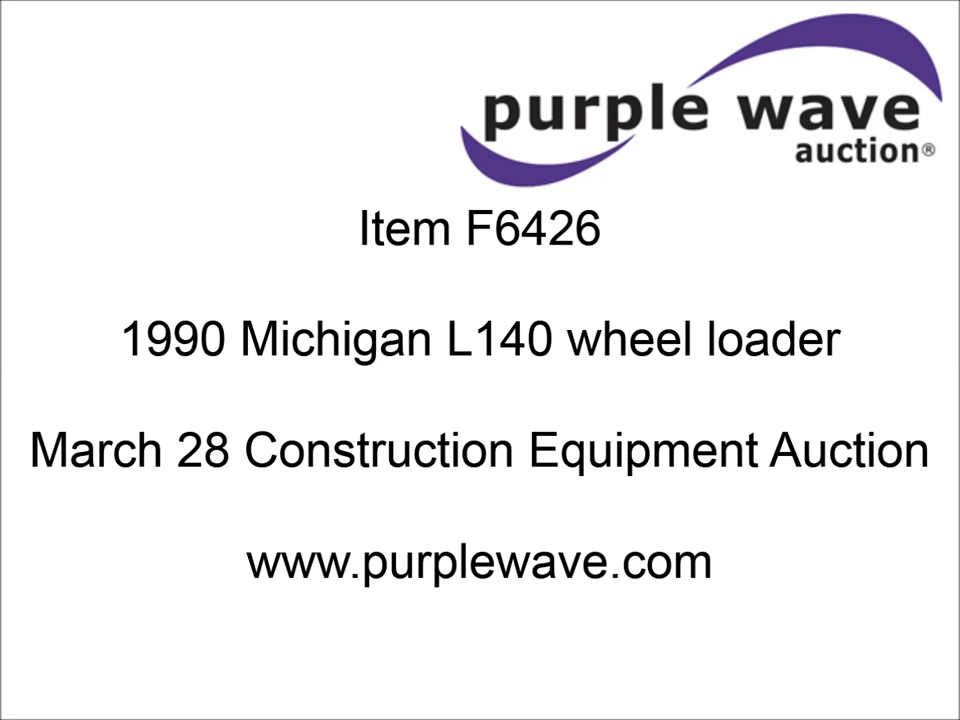 purple wave
auction®
Item F6426
1990 Michigan L140 wheel loader
March 28 Construction Equipment Auction
www.purplewave.com